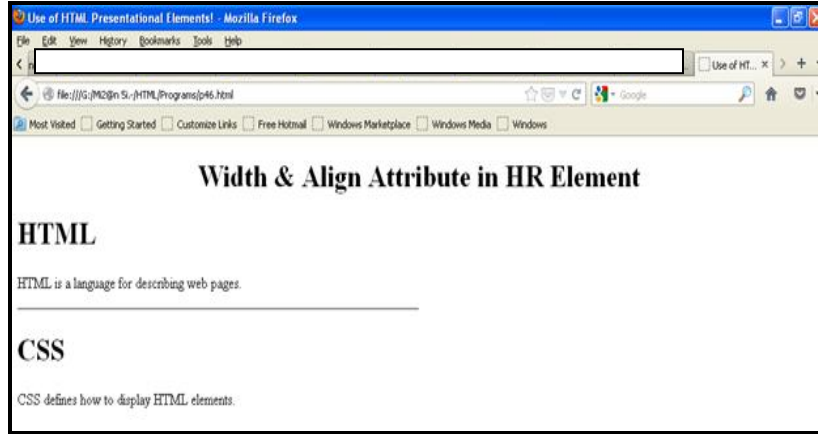 Use of HTML Presentational Elements! - Mozilla Firefox
File Edit View History Bookmarks Tools Help
Use of HT...
file:///G:/Mi2@n Si.-/HTML/Programs/p46.html Google
Most Visited Getting Started Customize Links Free Hotmail Windows Marketplace Windows Media Windows
Width & Align Attribute in HR Element
HTML
HTML is a language for describing web pages.
CSS
CSS defines how to display HTML elements.